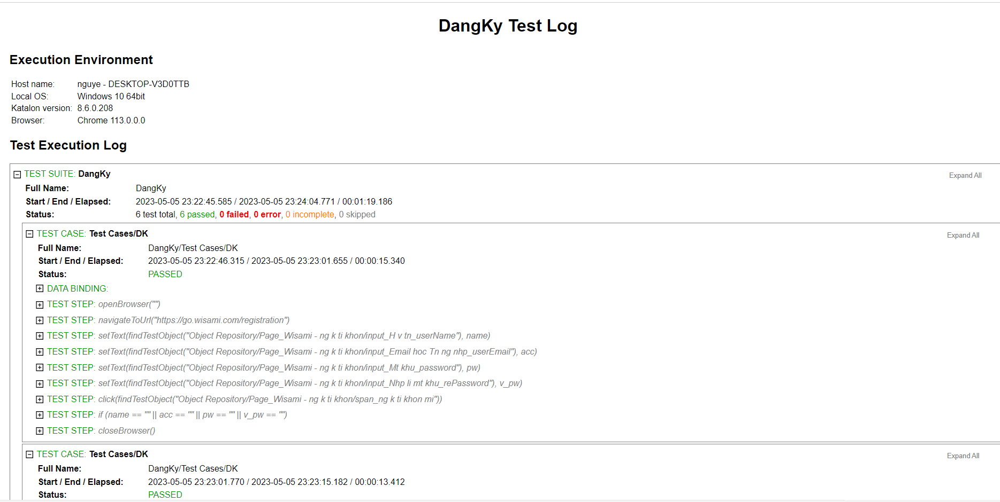 DangKy Test Log
Execution Environment
Host name: nguye - DESKTOP-V3D0TTB
Local OS: Windows 10 64bit
Katalon version: 8.6.0.208
Browser: Chrome 113.0.0.0
Test Execution Log
TEST SUITE: DangKy Expand All
Full Name: DangKy
Start / End / Elapsed: 2023-05-05 23:22:45.585 / 2023-05-05 23:24:04.771 / 00:01:19.186
Status: 6 test total, 6 passed, 0 failed, 0 error, 0 incomplete, 0 skipped
TEST CASE: Test Cases/DK Expand All
Full Name: DangKy/Test Cases/DK
Start / End / Elapsed: 2023-05-05 23:22:46.315 / 2023-05-05 23:23:01.655 / 00:00:15.340
Status: PASSED
DATA BINDING:
TEST STEP: openBrowser("")
TEST STEP: navigateToUrl("https://go.wisami.com/registration")
TEST STEP: setText(findTestObject("Object Repository/Page_Wisami - ng k ti khon/input_H v tn_userName"), name)
TEST STEP: setText(findTestObject("Object Repository/Page_Wisami - ng k ti khon/input_Email hoc Tn ng nhp_userEmail"), acc)
TEST STEP: setText(findTestObject("Object Repository/Page_Wisami - ng k ti khon/input_Mt khu_password"), pw)
TEST STEP: setText(findTestObject("Object Repository/Page_Wisami - ng k ti khon/input_Nhp li mt khu_rePassword"), v_pw)
TEST STEP: click(findTestObject("Object Repository/Page_Wisami - ng k ti khon/span_ng k ti khon mi"))
TEST STEP: if (name == "" || acc == "" || pw == "" || v_pw == "")
TEST STEP: closeBrowser()
TEST CASE: Test Cases/DK Expand All
Full Name: DangKy/Test Cases/DK
Start / End / Elapsed: 2023-05-05 23:23:01.770 / 2023-05-05 23:23:15.182 / 00:00:13.412
Status: PASSED